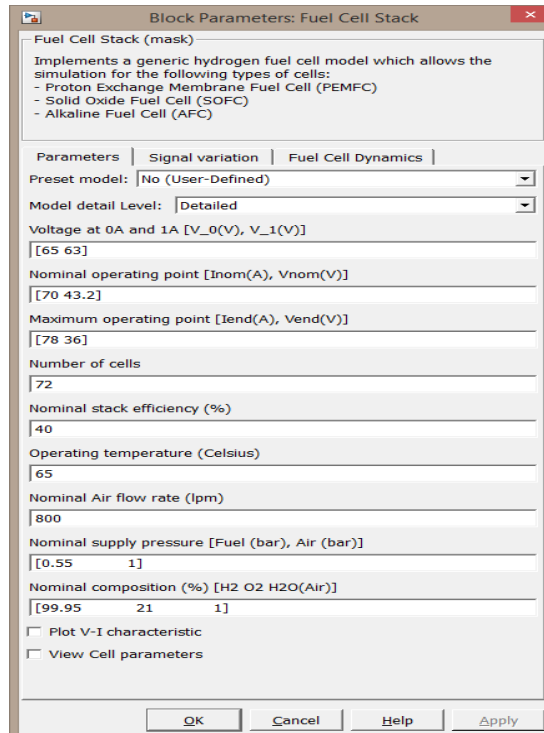 Block Parameters: Fuel Cell Stack
Fuel Cell Stack (mask)
Implements a generic hydrogen fuel cell model which allows the
simulation for the following types of cells:
- Proton Exchange Membrane Fuel Cell (PEMFC)
- Solid Oxide Fuel Cell (SOFC)
- Alkaline Fuel Cell (AFC)
Parameters Signal variation Fuel Cell Dynamics
Preset model: No (User-Defined)
Model detail Level: Detailed
Voltage at 0A and 1A [V_0(V), V_1(V)]
[65 63]
Nominal operating point [Inom(A), Vnom(V)]
[70 43.2]
Maximum operating point [Iend(A), Vend(V)]
[78 36]
Number of cells
72
Nominal stack efficiency (%)
40
Operating temperature (Celsius)
65
Nominal Air flow rate (lpm)
800
Nominal supply pressure [Fuel (bar), Air (bar)]
[0.55 1]
Nominal composition (%) [H2 O2 H2O(Air)]
[99.95 21 1]
Plot V-I characteristic
View Cell parameters
OK Cancel Help Apply